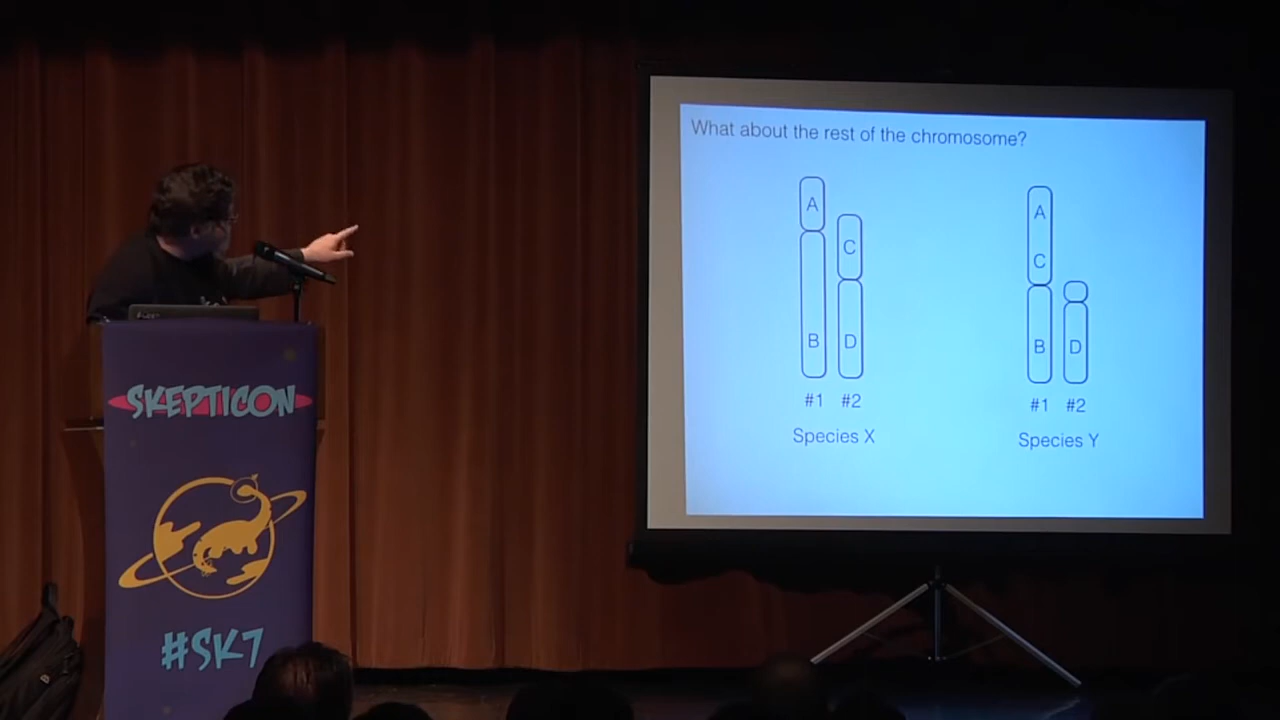 SKEPTICON
#SK7
What about the rest of the chromosome?
A
C
B
D
#1 #2
Species X
A
C
B
D
#1 #2
Species Y